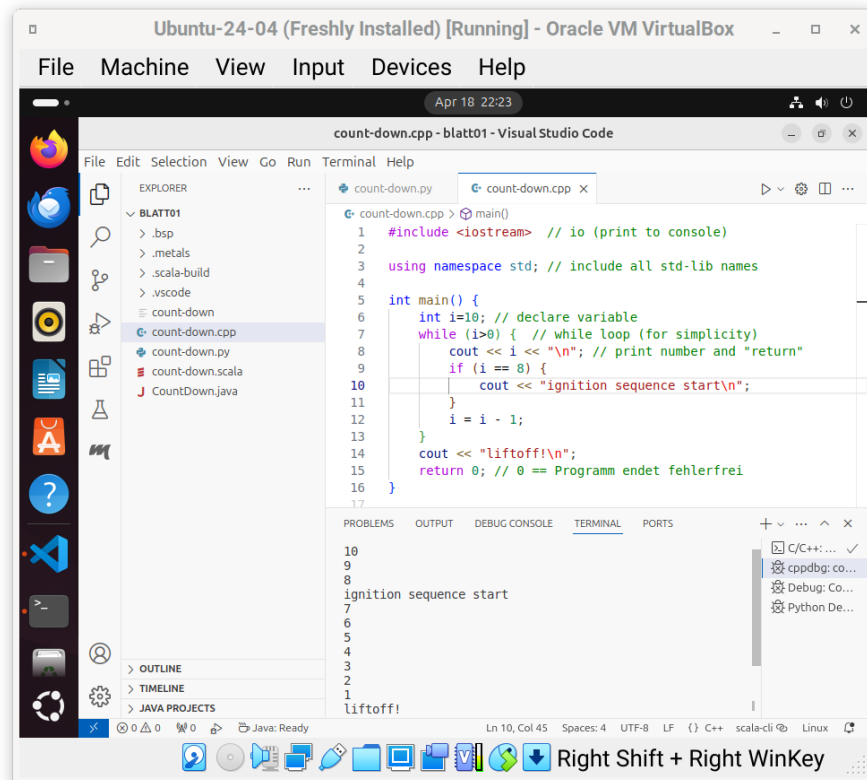 Ubuntu-24-04 (Freshly Installed) [Running] - Oracle VM VirtualBox
File Machine View Input Devices Help
Apr 18 22:23
count-down.cpp - blatt01 - Visual Studio Code
File Edit Selection View Go Run Terminal Help
EXPLORER
BLATT01
.bsp
.metals
.scala-build
.vscode
count-down
count-down.cpp
count-down.py
count-down.scala
J CountDown.java
OUTLINE
TIMELINE
JAVA PROJECTS
count-down.py count-down.cpp
count-down.cpp > main()
1 #include <iostream> // io (print to console)
2
3 using namespace std; // include all std-lib names
4
5 int main() {
6 int i=10; // declare variable
7 while (i>0) { // while loop (for simplicity)
8 cout << i << "\n"; // print number and "return"
9 if (i == 8) {
10 cout << "ignition sequence start\n";
11 }
12 i = i - 1;
13 }
14 cout << "liftoff!\n";
15 return 0; // 0 == Programm endet fehlerfrei
16 }
17
PROBLEMS OUTPUT DEBUG CONSOLE TERMINAL PORTS
10
9
8
ignition sequence start
7
6
5
4
3
2
1
liftoff!
C/C++: ...
cppdbg: co...
Debug: Co...
Python De...
0 0 0 Java: Ready Ln 10, Col 45 Spaces: 4 UTF-8 LF {} C++ scala-cli Linux
Right Shift + Right WinKey